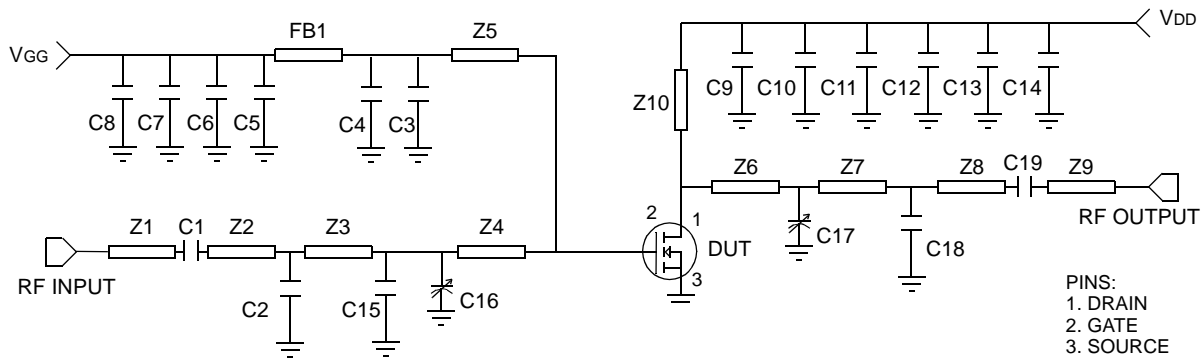 VDD
VGG
FB1
Z5
C8
C7
C6
C5
C4
C3
Z10
C9
C10
C11
C12
C13
C14
Z6
Z7
Z8
C19
Z9
RF OUTPUT
C17
C18
Z1
C1
Z2
Z3
Z4
2
1
DUT
3
RF INPUT
C2
C15
C16
PINS:
1. DRAIN
2. GATE
3. SOURCE